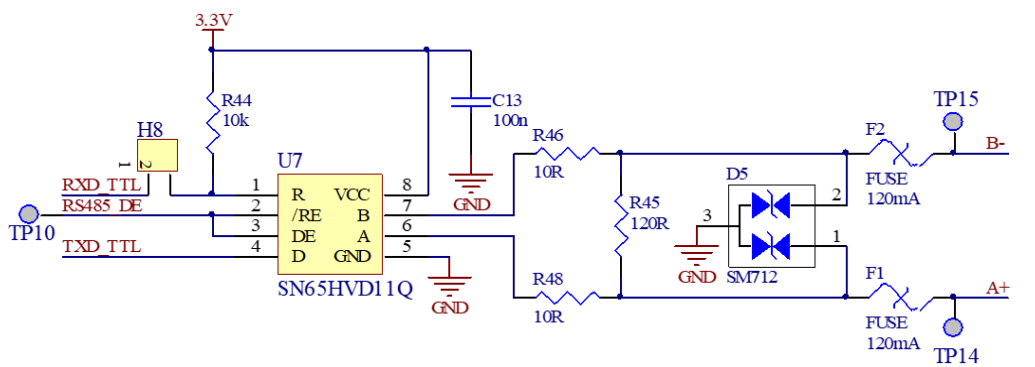 3.3V
R44
10k
C13
100n
GND
H8
1
2
RXD_TTL
RS485_DE
TP10
TXD_TTL
U7
1
R
VCC
8
2
/RE
B
7
3
DE
A
6
4
D
GND
5
SN65HVD11Q
GND
R46
10R
R45
120R
R48
10R
D5
3
2
1
GND
SM712
F2
FUSE
120mA
TP15
B-
F1
FUSE
120mA
A+
TP14